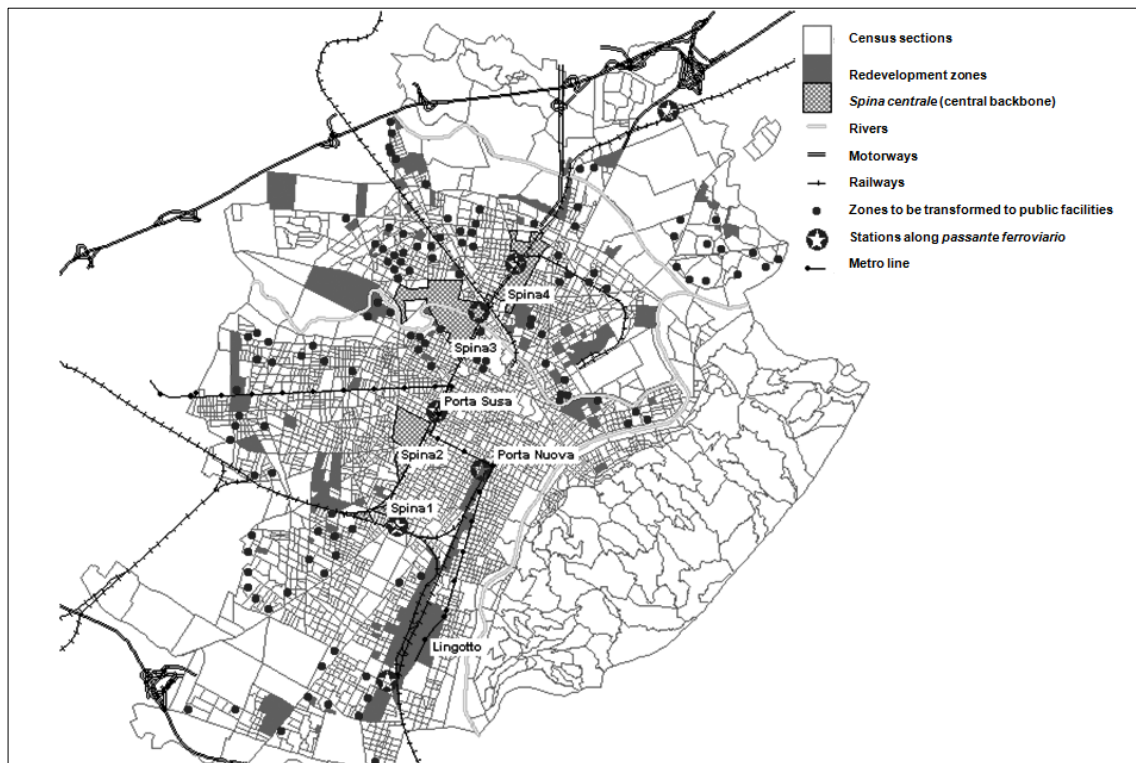 Census sections
Redevelopment zones
Spina centrale (central backbone)
Rivers
Motorways
Railways
Zones to be transformed to public facilities
Stations along passante ferroviario
Metro line
Spina4
Spina3
Porta Susa
Spina2
Porta Nuova
Spina1
Lingotto